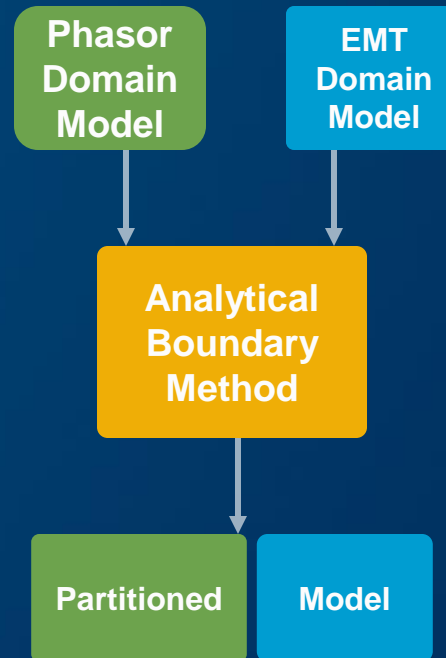 Phasor
Domain
Model
EMT
Domain
Model
Analytical
Boundary
Method
Partitioned
Model